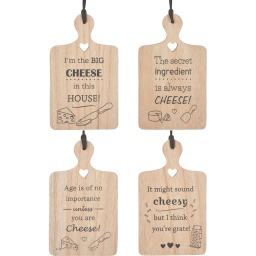 I'm the BIG
CHEESE
in this
HOUSE!
The secret
ingredient
is always
CHEESE!
Age is of no
importance
unless
you are
Cheese!
It might sound
cheesy
but I think
you're grate!